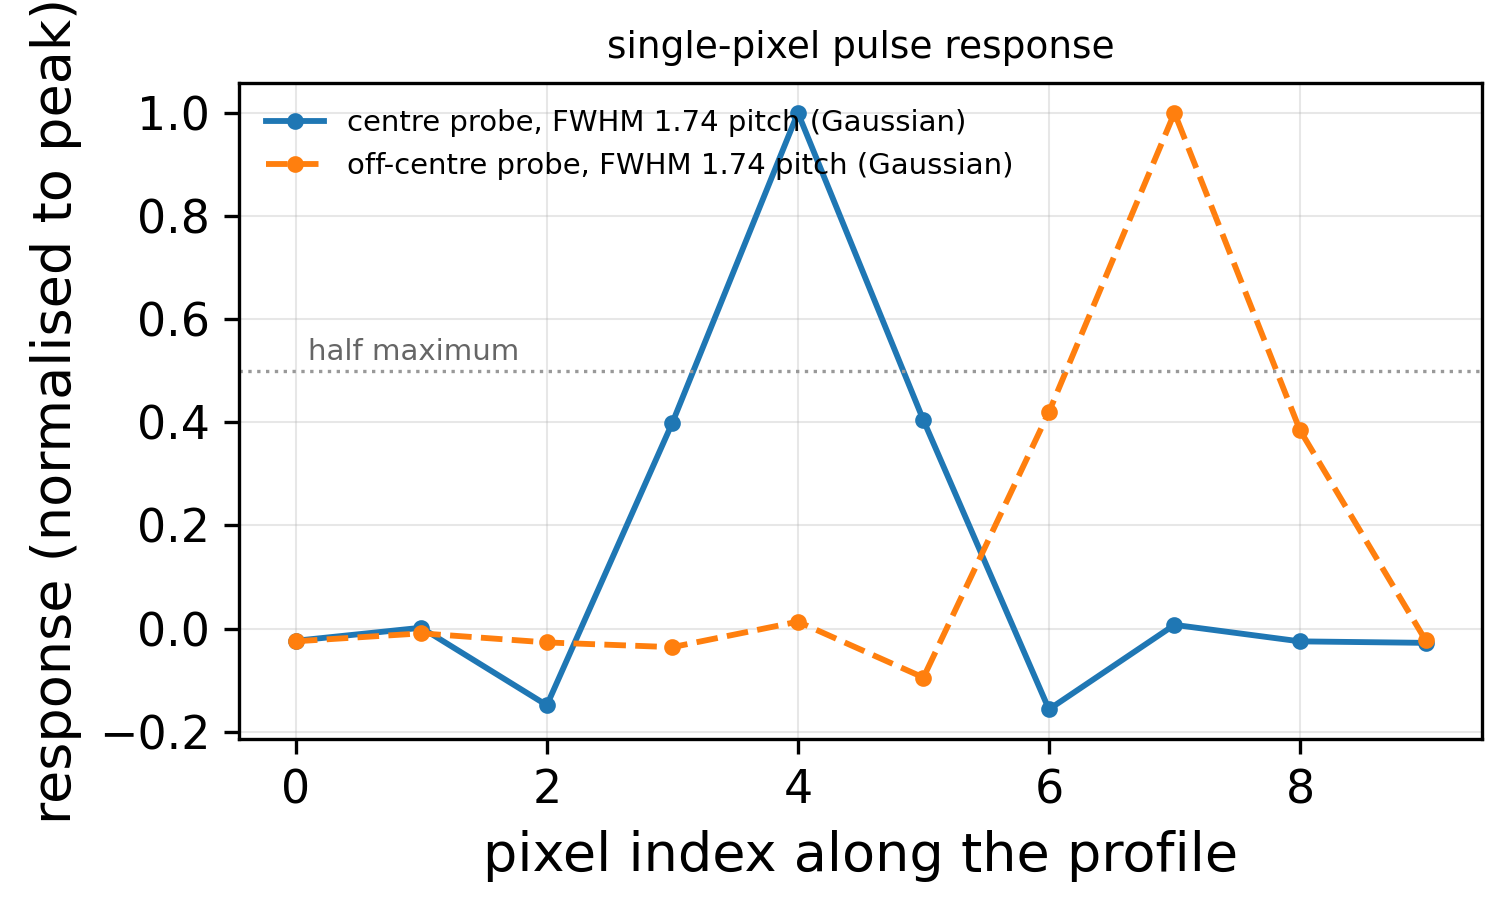 single-pixel pulse response
response (normalised to peak)
1.0
0.8
0.6
0.4
0.2
0.0
−0.2
centre probe, FWHM 1.74 pitch (Gaussian)
off-centre probe, FWHM 1.74 pitch (Gaussian)
half maximum
0 2 4 6 8
pixel index along the profile